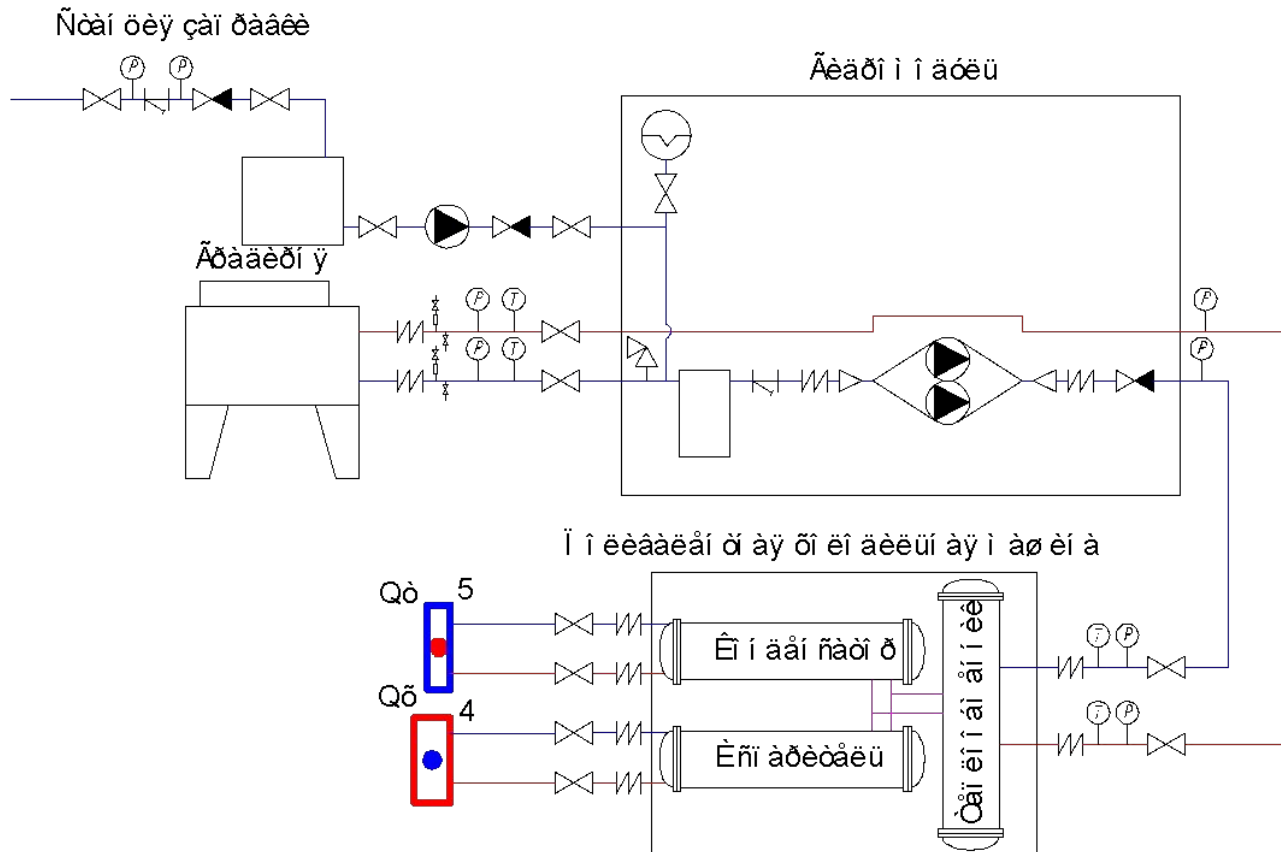 Ñòàí öèÿ çàï ðàâêè
P
P
Ãèäðî ì î äóëü
Ãðàäèðí ÿ
P
T
P
P
T
P
Ï î ëèâàëåí òí àÿ õî ëî äèëüí àÿ ì àø èí à
Qò
5
Êî í äåí ñàòî ð
Qõ
4
Èñï àðèòåëü
Òåï ëî î áì åí í èê
T
P
T
P